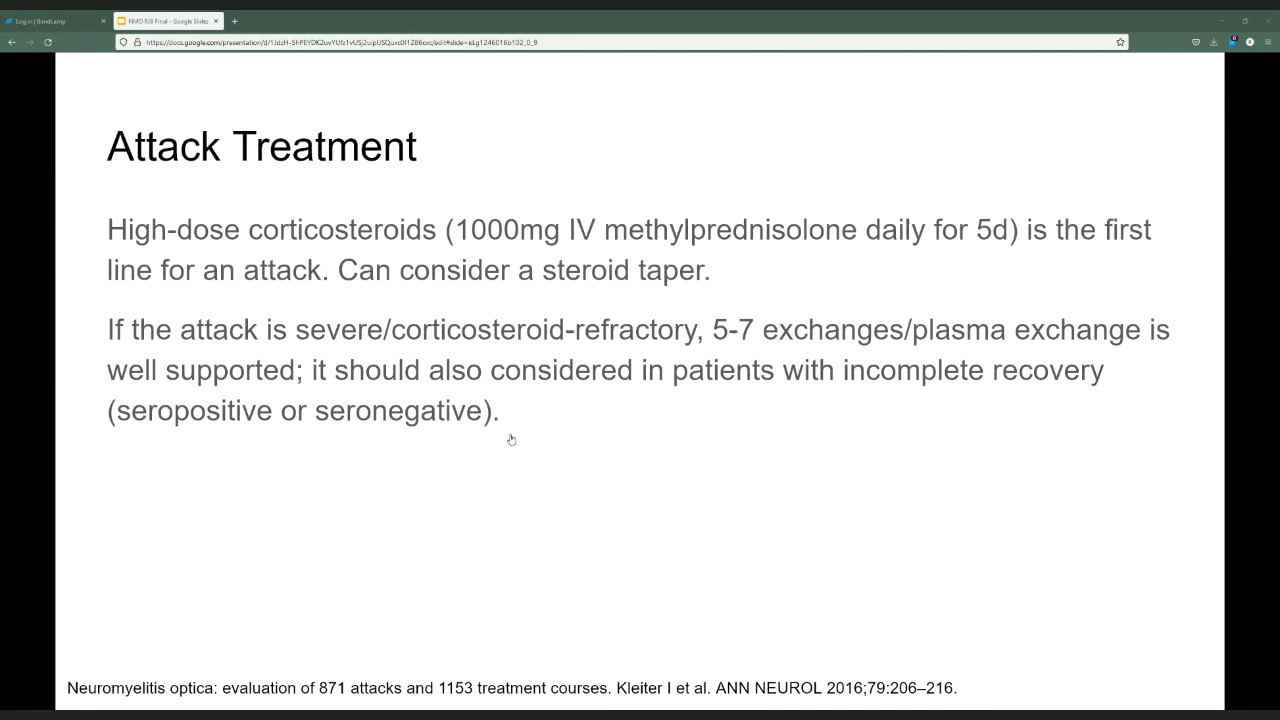 Log in | Bandcamp
NMO RJB Final - Google Slides
Attack Treatment
High-dose corticosteroids (1000mg IV methylprednisolone daily for 5d) is the first
line for an attack. Can consider a steroid taper.
If the attack is severe/corticosteroid-refractory, 5-7 exchanges/plasma exchange is
well supported; it should also considered in patients with incomplete recovery
(seropositive or seronegative).
Neuromyelitis optica: evaluation of 871 attacks and 1153 treatment courses. Kleiter I et al. ANN NEUROL 2016;79:206–216.